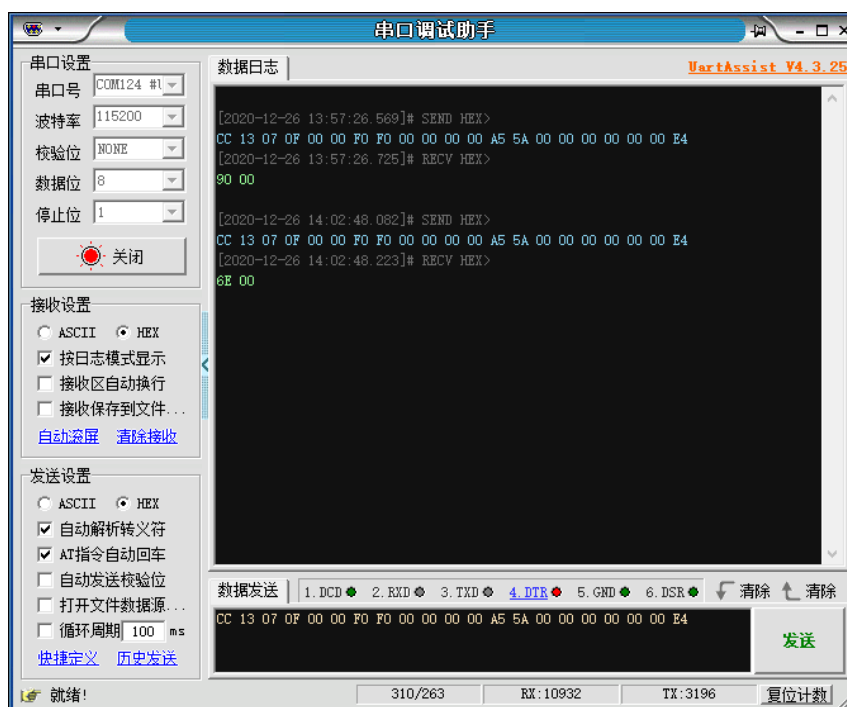 串口调试助手
串口设置
串口号 COM124 #U
波特率 115200
校验位 NONE
数据位 8
停止位 1
关闭
接收设置
ASCII HEX
按日志模式显示
接收区自动换行
接收保存到文件...
自动滚屏 清除接收
发送设置
ASCII HEX
自动解析转义符
AT指令自动回车
自动发送校验位
打开文件数据源...
循环周期 100 ms
快捷定义 历史发送
数据日志 UartAssist V4.3.25
[2020-12-26 13:57:26.569]# SEND HEX>
CC 13 07 0F 00 00 F0 F0 00 00 00 00 A5 5A 00 00 00 00 00 00 E4
[2020-12-26 13:57:26.725]# RECV HEX>
90 00
[2020-12-26 14:02:48.082]# SEND HEX>
CC 13 07 0F 00 00 F0 F0 00 00 00 00 A5 5A 00 00 00 00 00 00 E4
[2020-12-26 14:02:48.223]# RECV HEX>
6E 00
数据发送 1.DCD 2.RXD 3.TXD 4.DTR 5.GND 6.DSR 清除 清除
CC 13 07 0F 00 00 F0 F0 00 00 00 00 A5 5A 00 00 00 00 00 00 E4
发送
就绪! 310/263 RX:10932 TX:3196 复位计数